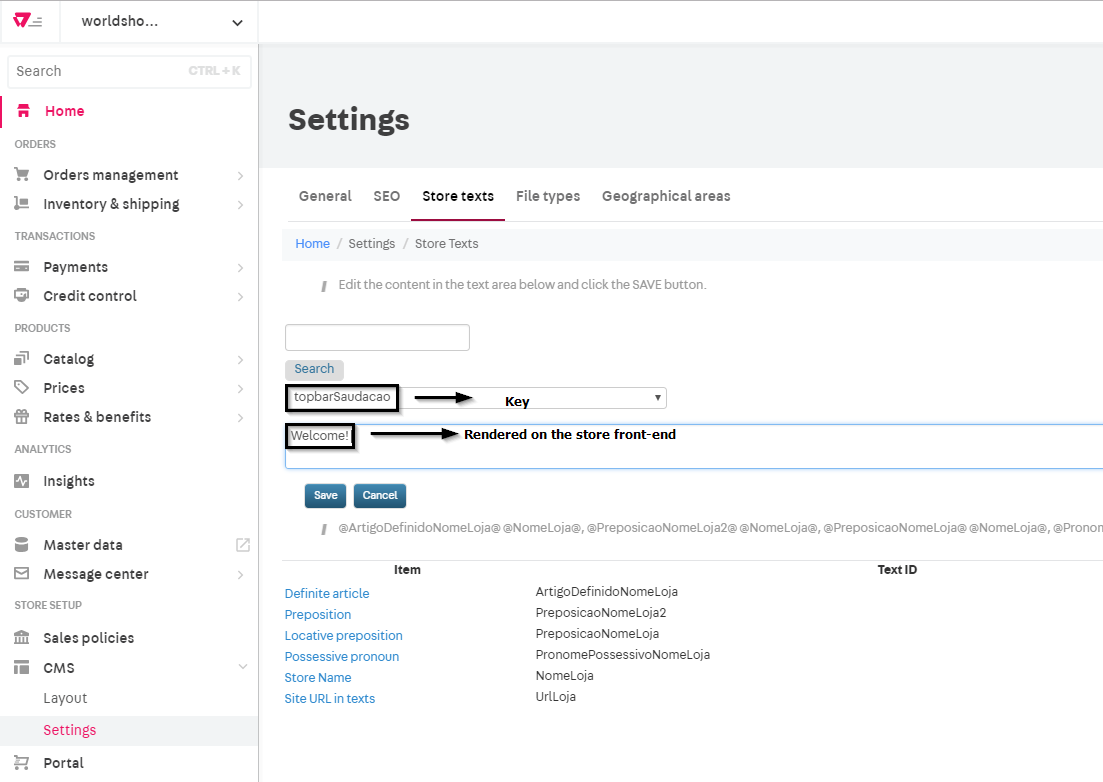 worldsho...
Search CTRL + K
Home
ORDERS
Orders management
Inventory & shipping
TRANSACTIONS
Payments
Credit control
PRODUCTS
Catalog
Prices
Rates & benefits
ANALYTICS
Insights
CUSTOMER
Master data
Message center
STORE SETUP
Sales policies
CMS
Layout
Settings
Portal
Settings
General SEO Store texts File types Geographical areas
Home / Settings / Store Texts
Edit the content in the text area below and click the SAVE button.
Search
topbarSaudacao Key
Welcome! Rendered on the store front-end
Save Cancel
@ArtigoDefinidoNomeLoja@ @NomeLoja@, @PreposicaoNomeLoja2@ @NomeLoja@, @PreposicaoNomeLoja@ @NomeLoja@, @Pronom
Item Text ID
Definite article ArtigoDefinidoNomeLoja
Preposition PreposicaoNomeLoja2
Locative preposition PreposicaoNomeLoja
Possessive pronoun PronomePossessivoNomeLoja
Store Name NomeLoja
Site URL in texts UrlLoja